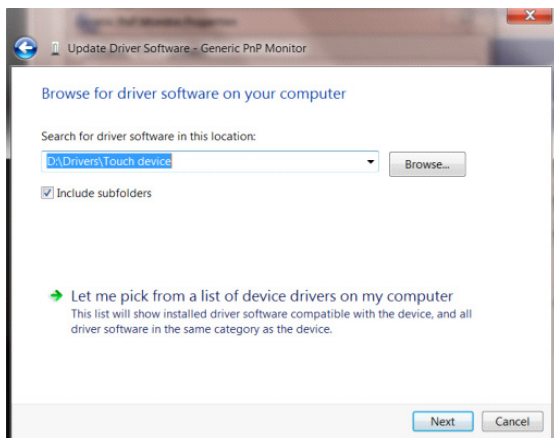 Update Driver Software - Generic PnP Monitor
Browse for driver software on your computer
Search for driver software in this location:
D:\Drivers\Touch device
Browse...
Include subfolders
Let me pick from a list of device drivers on my computer
This list will show installed driver software compatible with the device, and all
driver software in the same category as the device.
Next
Cancel